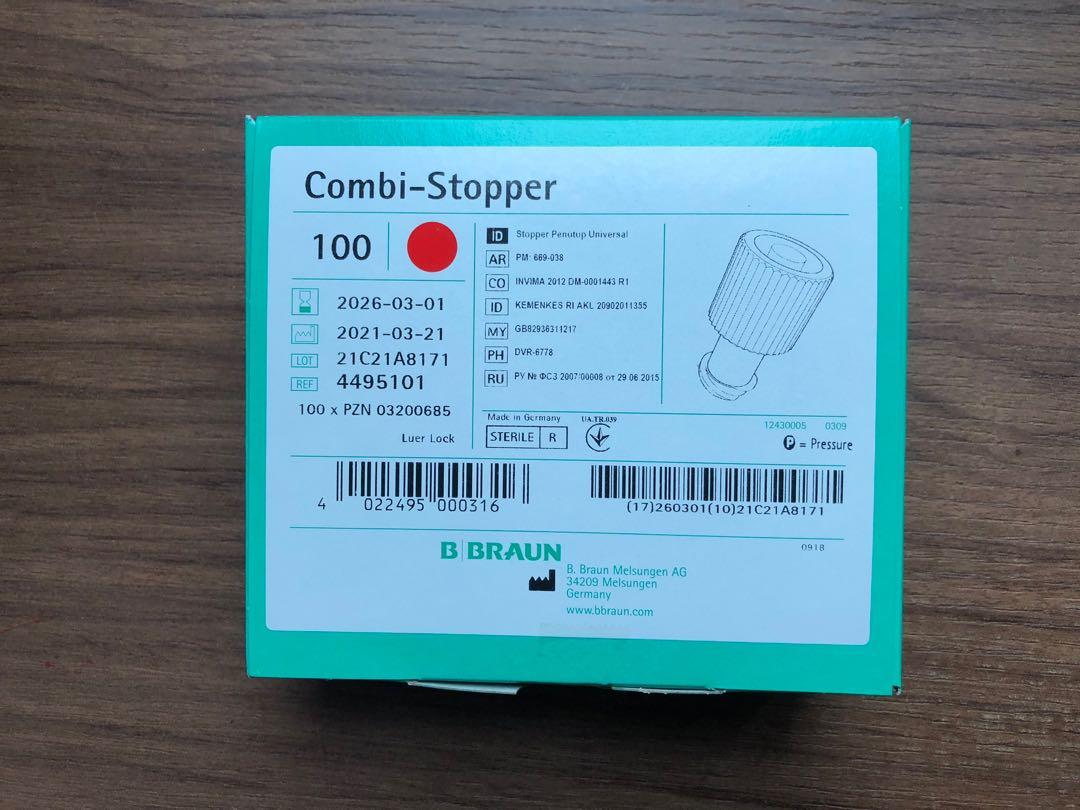 Combi-Stopper
100
2026-03-01
2021-03-21
LOT 21C21A8171
REF 4495101
100 x PZN 03200685
Luer Lock
ID Stopper Penutup Universal
AR PM: 669-038
CO INVIMA 2012 DM-0001443 R1
ID KEMENKES RI AKL 20902011355
MY GB82936311217
PH DVR-6778
RU РУ № ФСЗ 2007/00608 от 29.06.2015
Made in Germany UA.TR.039
STERILE R
12430005 0309
P = Pressure
4 022495 000316
(17)260301(10)21C21A8171
B BRAUN
0918
B. Braun Melsungen AG
34209 Melsungen
Germany
www.bbraun.com